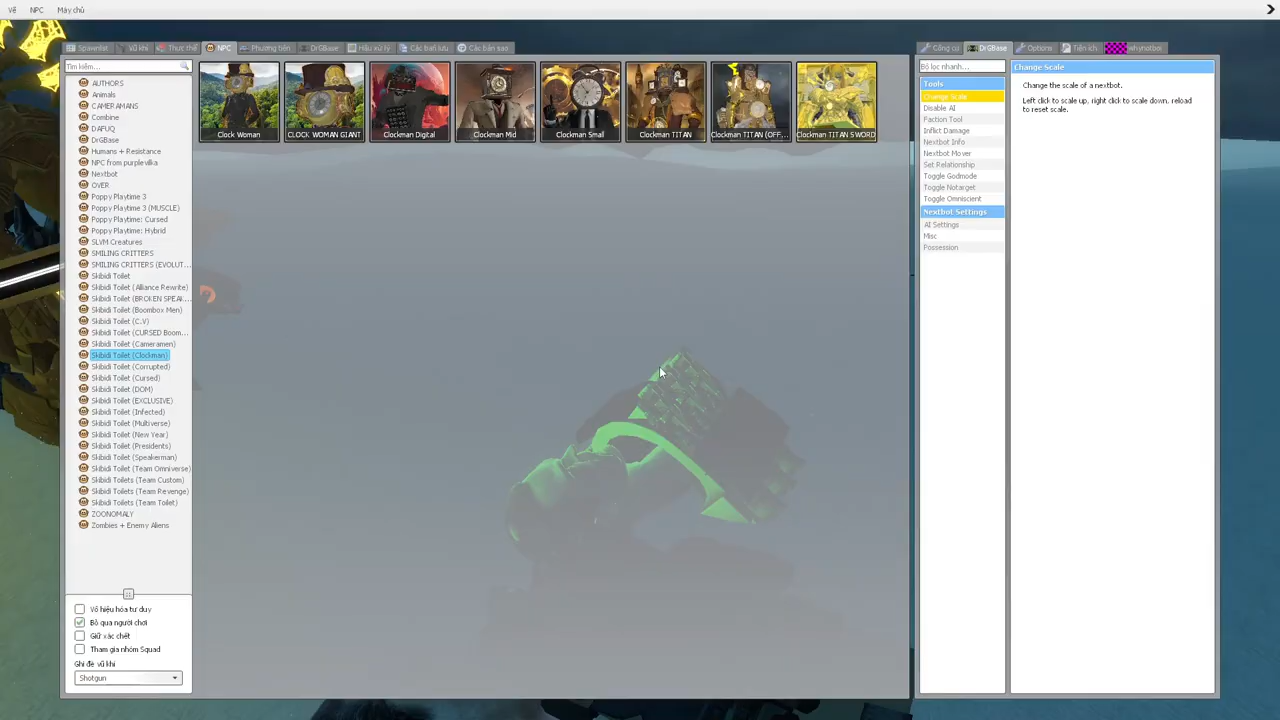 Vẽ NPC Máy chủ
Spawnlist Vũ khí Thực thể NPC Phương tiện DrGBase Hậu xử lý Các bản lưu Các bản sao
Công cụ DrGBase Options Tiện ích whynotboi
Tìm kiếm...
AUTHORS
Animals
CAMERAMANS
Combine
DAFUQ
DrGBase
Humans + Resistance
NPC from purplevilka
Nextbot
OVER
Poppy Playtime 3
Poppy Playtime 3 (MUSCLE)
Poppy Playtime: Cursed
Poppy Playtime: Hybrid
SLVM Creatures
SMILING CRITTERS
SMILING CRITTERS (EVOLUT...
Skibidi Toilet
Skibidi Toilet (Alliance Rewrite)
Skibidi Toilet (BROKEN SPEAK...
Skibidi Toilet (Boombox Men)
Skibidi Toilet (C.V)
Skibidi Toilet (CURSED Boom...
Skibidi Toilet (Cameramen)
Skibidi Toilet (Clockman)
Skibidi Toilet (Corrupted)
Skibidi Toilet (Cursed)
Skibidi Toilet (DOM)
Skibidi Toilet (EXCLUSIVE)
Skibidi Toilet (Infected)
Skibidi Toilet (Multiverse)
Skibidi Toilet (New Year)
Skibidi Toilet (Presidents)
Skibidi Toilet (Speakerman)
Skibidi Toilet (Team Omniverse)
Skibidi Toilets (Team Custom)
Skibidi Toilets (Team Revenge)
Skibidi Toilets (Team Toilet)
ZOONOMALY
Zombies + Enemy Aliens
Vô hiệu hóa tư duy
Bỏ qua người chơi
Giữ xác chết
Tham gia nhóm Squad
Ghi đè vũ khí
Shotgun
Clock Woman CLOCK WOMAN GIANT Clockman Digital Clockman Mid Clockman Small Clockman TITAN Clockman TITAN (OFF... Clockman TITAN SWORD
Bộ lọc nhanh...
Tools
Change Scale
Disable AI
Faction Tool
Inflict Damage
Nextbot Info
Nextbot Mover
Set Relationship
Toggle Godmode
Toggle Notarget
Toggle Omniscient
Nextbot Settings
AI Settings
Misc
Possession
Change Scale
Change the scale of a nextbot.
Left click to scale up, right click to scale down, reload
to reset scale.